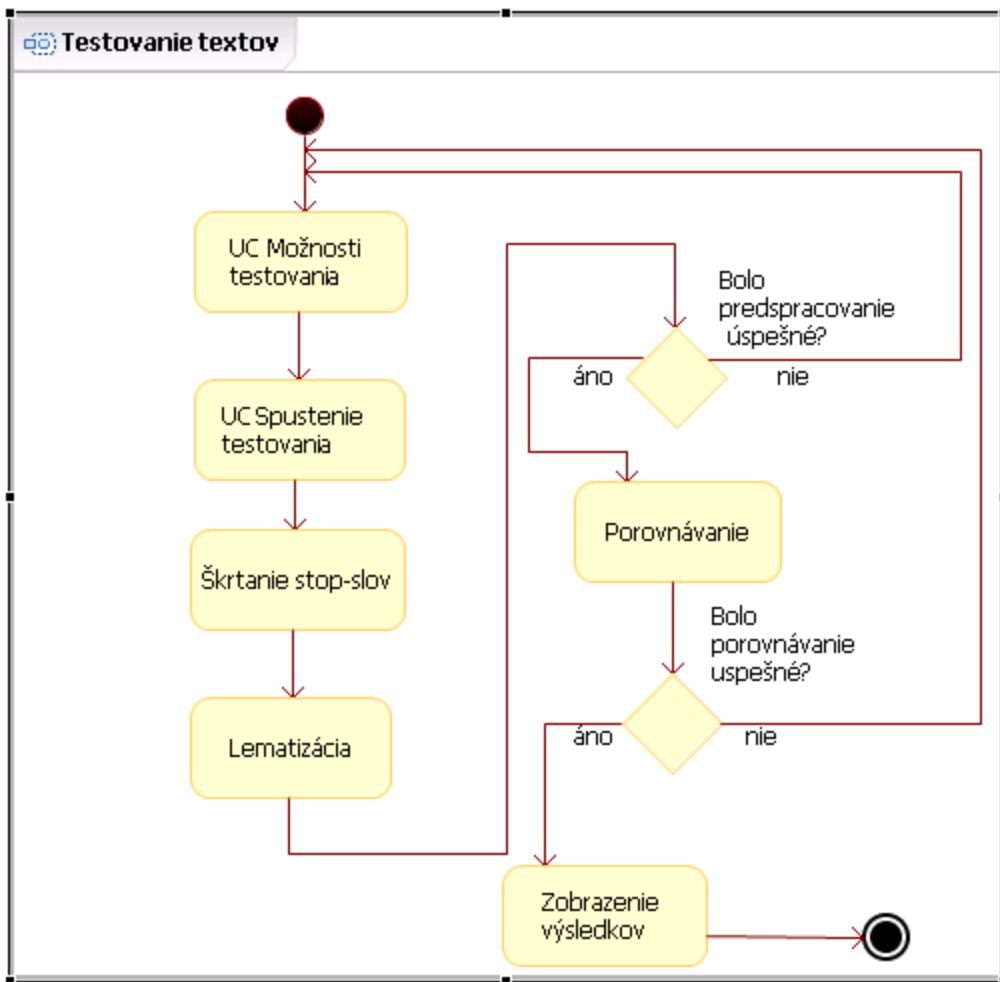 Testovanie textov
UC Možnosti
testovania
UC Spustenie
testovania
Škrtanie stop-slov
Lematizácia
Bolo
predspracovanie
úspešné?
áno
nie
Porovnávanie
Bolo
porovnávanie
uspešné?
áno
nie
Zobrazenie
výsledkov